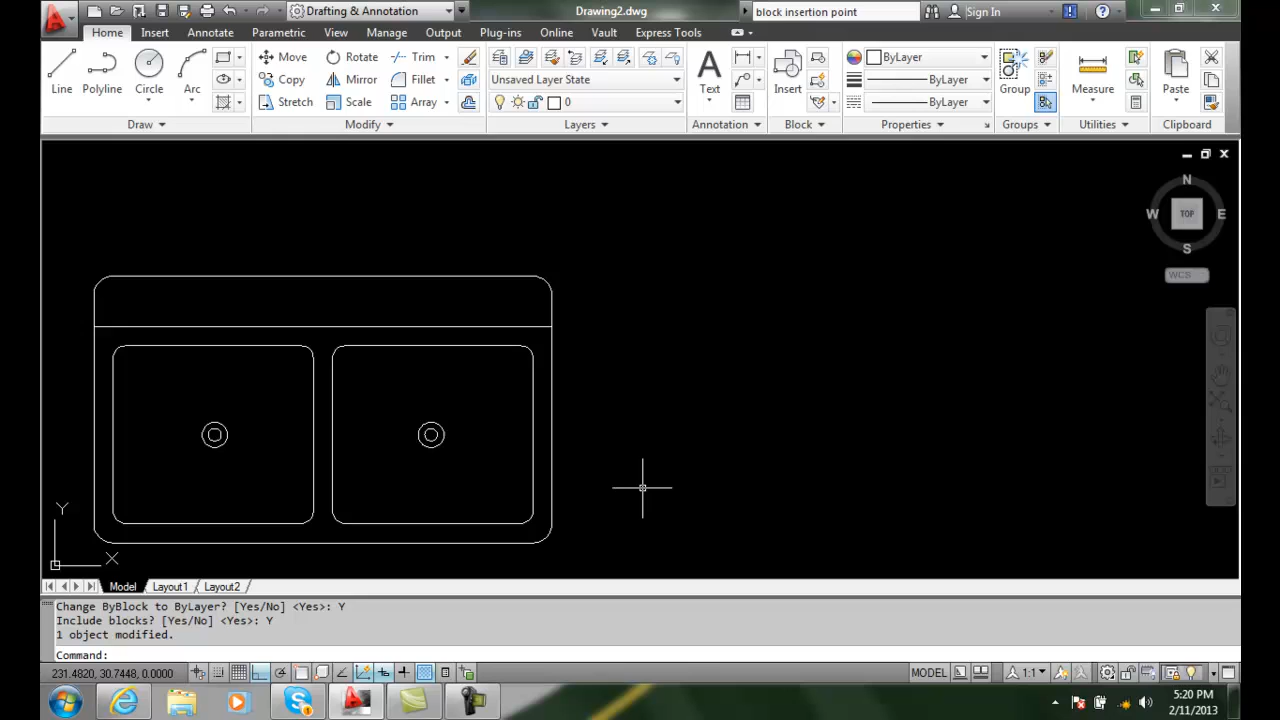 Drafting & Annotation
Drawing2.dwg
block insertion point
Sign In
Home Insert Annotate Parametric View Manage Output Plug-ins Online Vault Express Tools
Line Polyline Circle Arc
Move Rotate Trim
Copy Mirror Fillet
Stretch Scale Array
Unsaved Layer State
0
Text
Insert
ByLayer
ByLayer
ByLayer
Group
Measure
Paste
Draw Modify Layers Annotation Block Properties Groups Utilities Clipboard
N
W TOP E
S
WCS
Y
X
Model Layout1 Layout2
Change ByBlock to ByLayer? [Yes/No] <Yes>: Y
Include blocks? [Yes/No] <Yes>: Y
1 object modified.
Command:
231.4820, 30.7448, 0.0000
MODEL
1:1
5:20 PM
2/11/2013